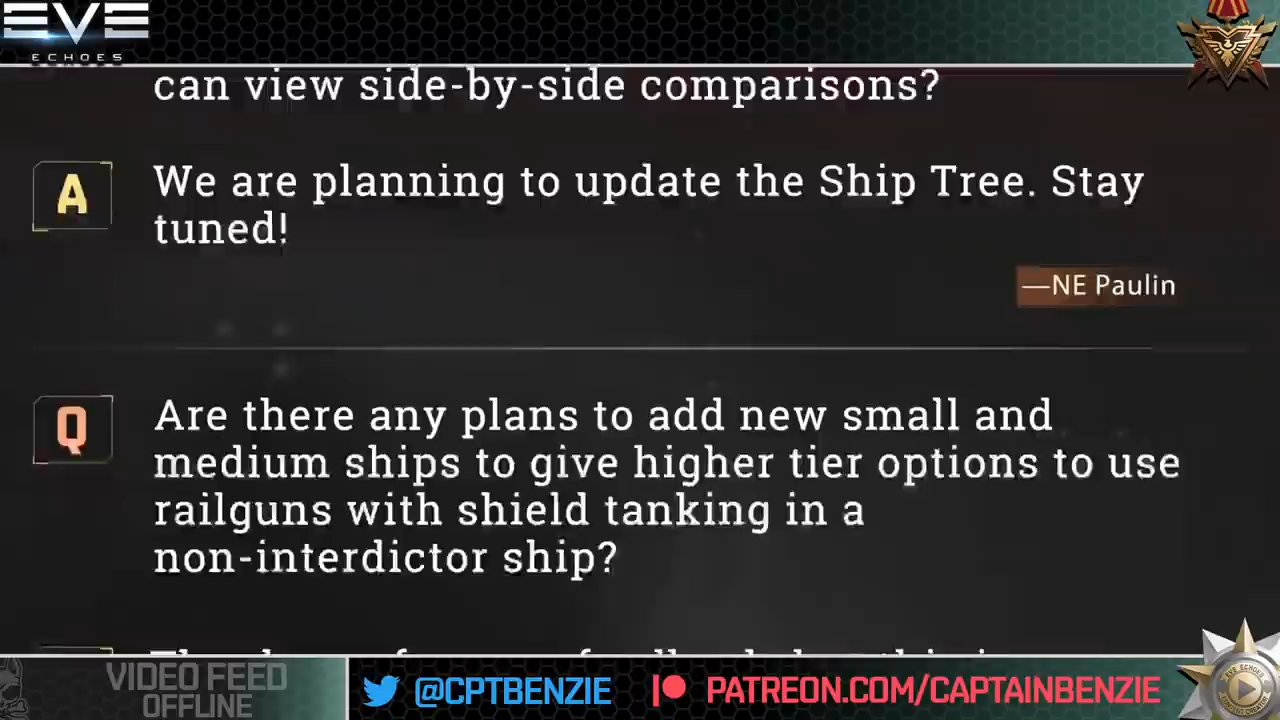 EVE
ECHOES
can view side-by-side comparisons?
A
We are planning to update the Ship Tree. Stay
tuned!
—NE Paulin
Q
Are there any plans to add new small and
medium ships to give higher tier options to use
railguns with shield tanking in a
non-interdictor ship?
VIDEO FEED
OFFLINE
@CPTBENZIE
PATREON.COM/CAPTAINBENZIE